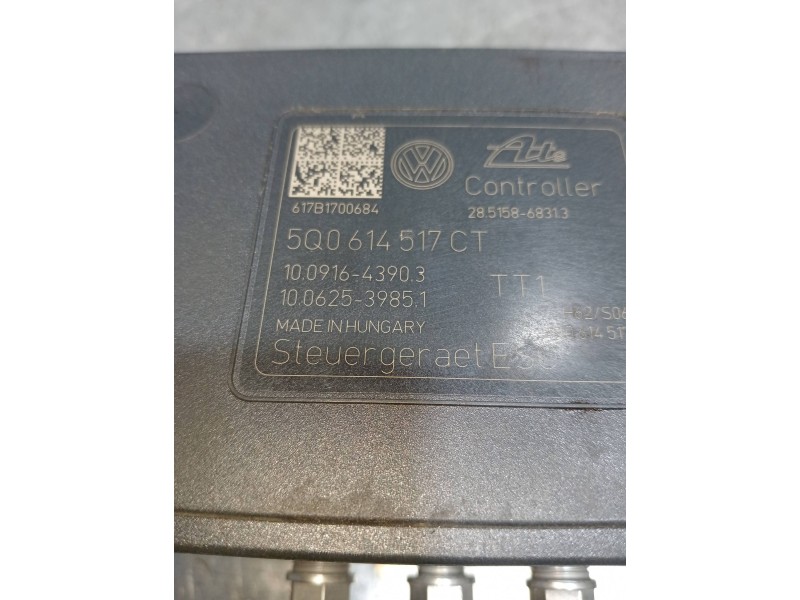 Ate
Controller
617B1700684
28.5158-6831.3
5Q0 614 517 CT
10.0916-4390.3
TT1
10.0625-3985.1
MADE IN HUNGARY
Steuergeraet